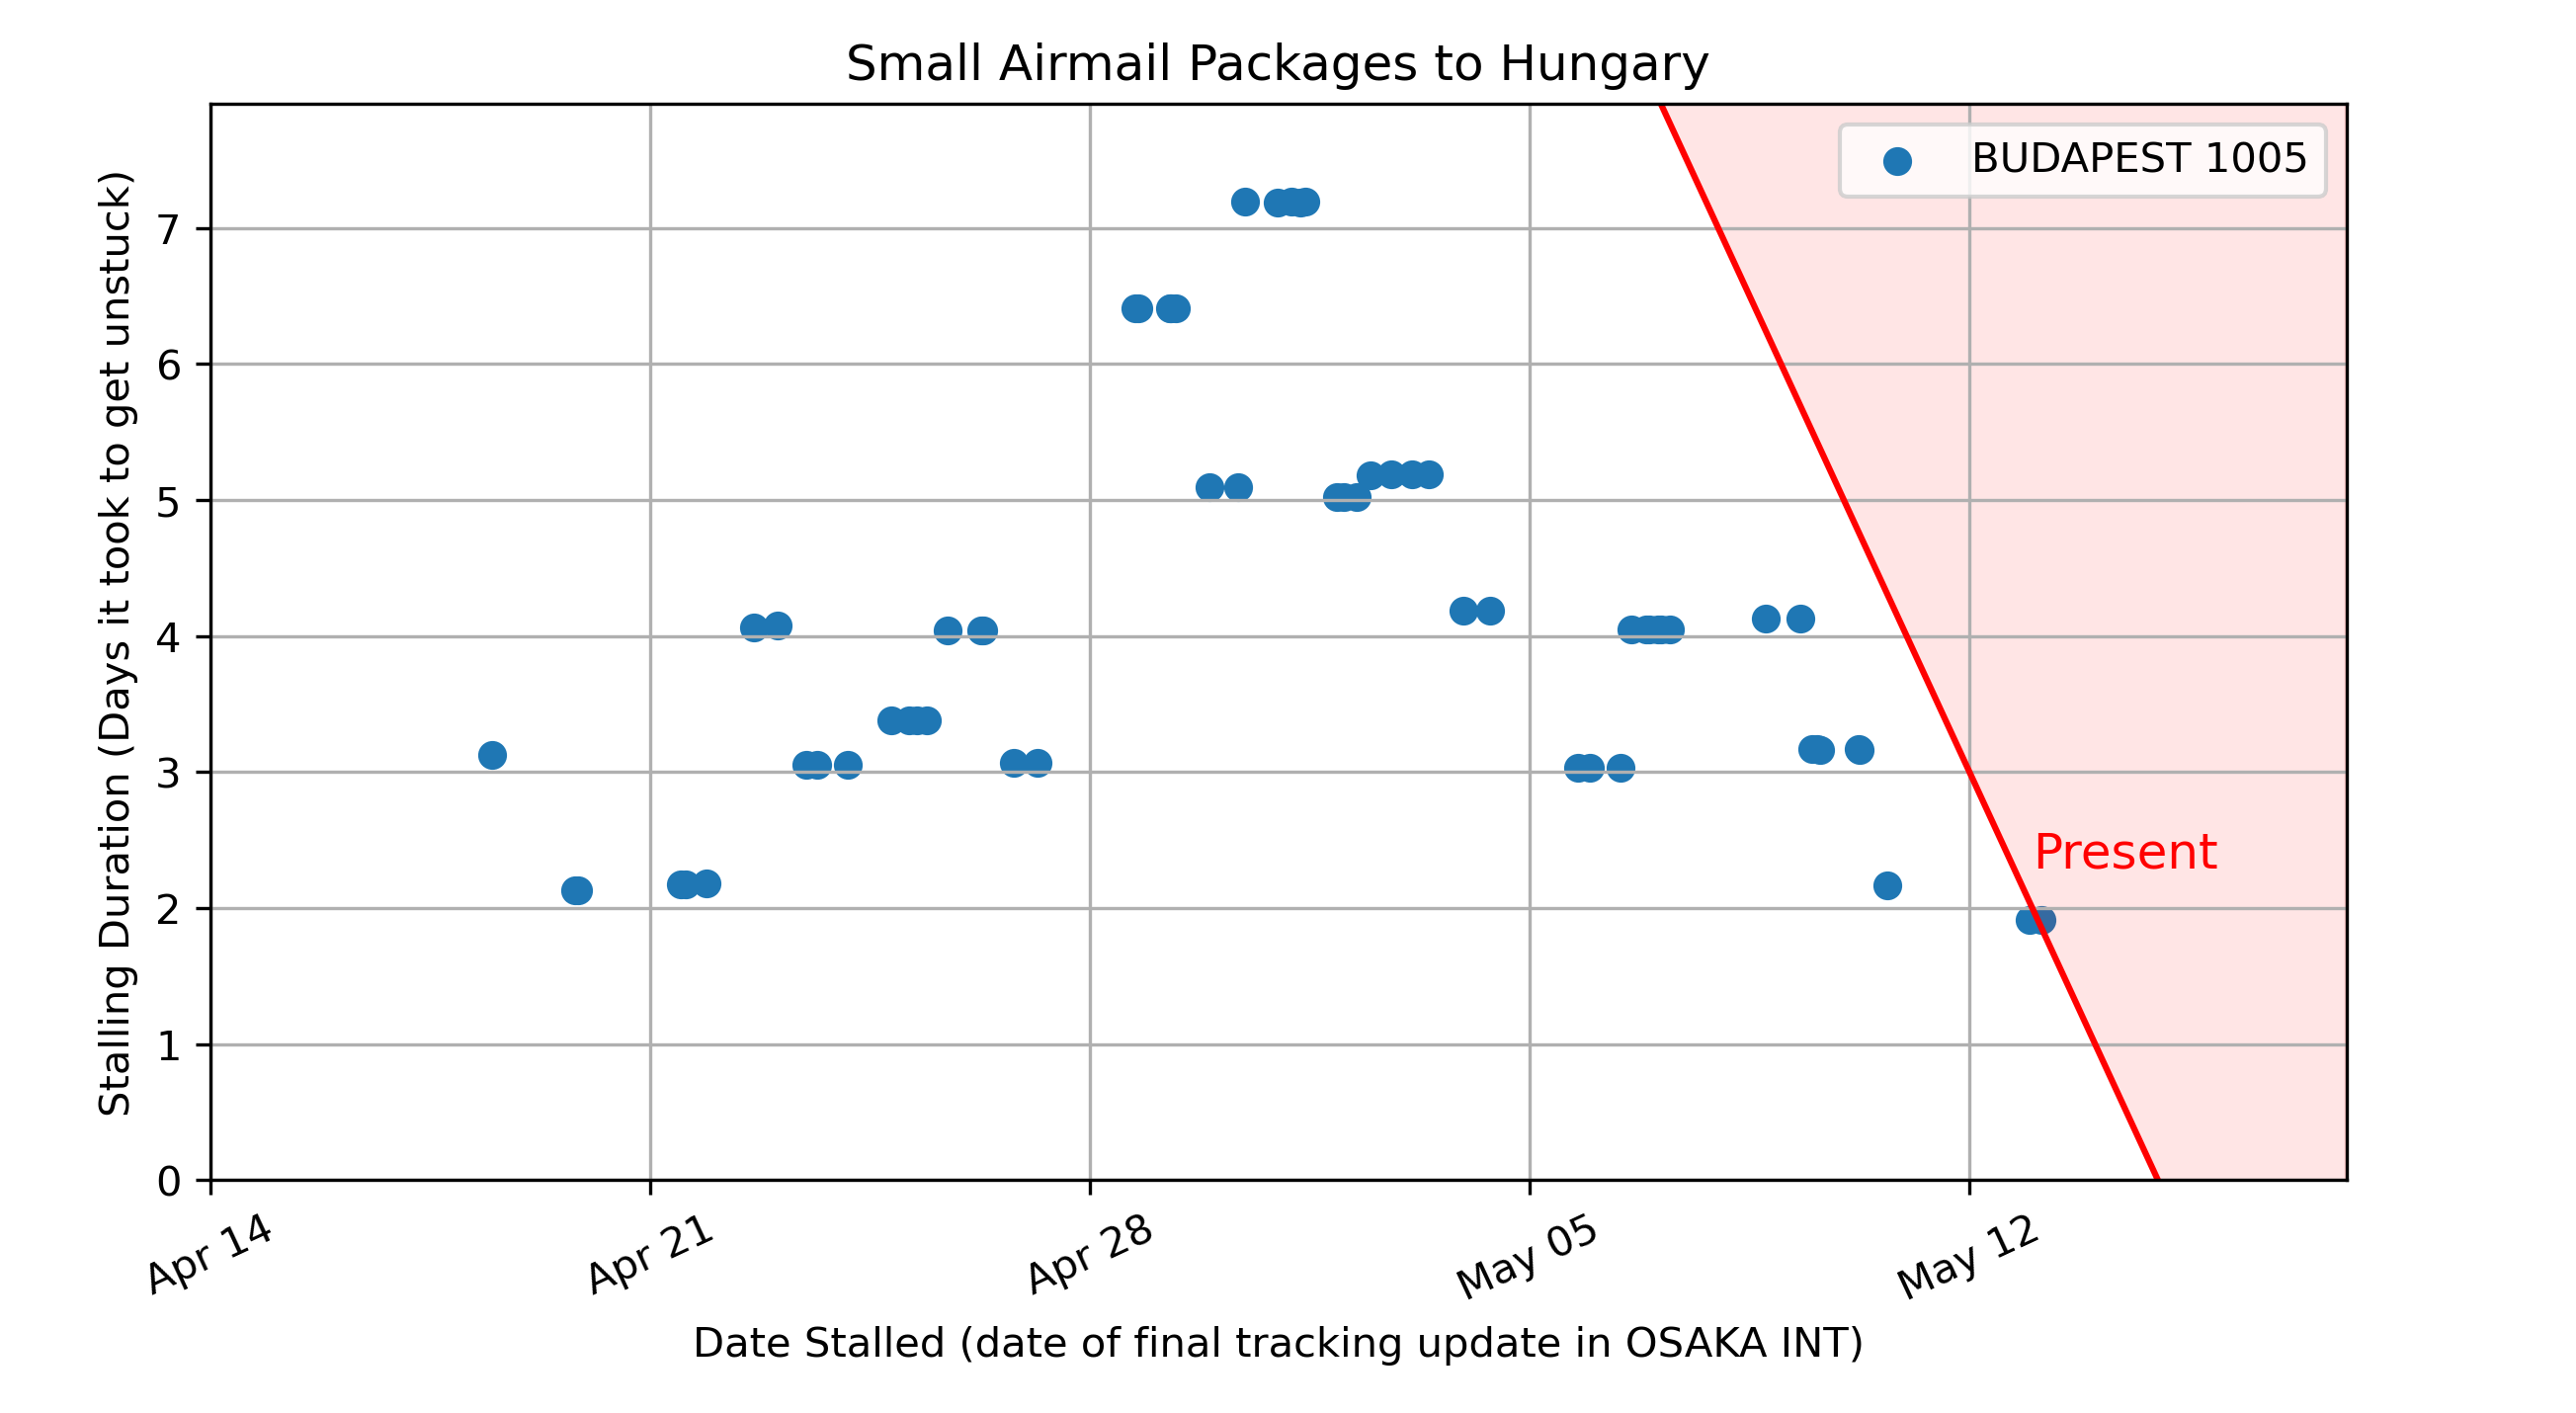 Small Airmail Packages to Hungary
BUDAPEST 1005
Stalling Duration (Days it took to get unstuck)
7
6
5
4
3
2
1
0
Present
Apr 14
Apr 21
Apr 28
May 05
May 12
Date Stalled (date of final tracking update in OSAKA INT)